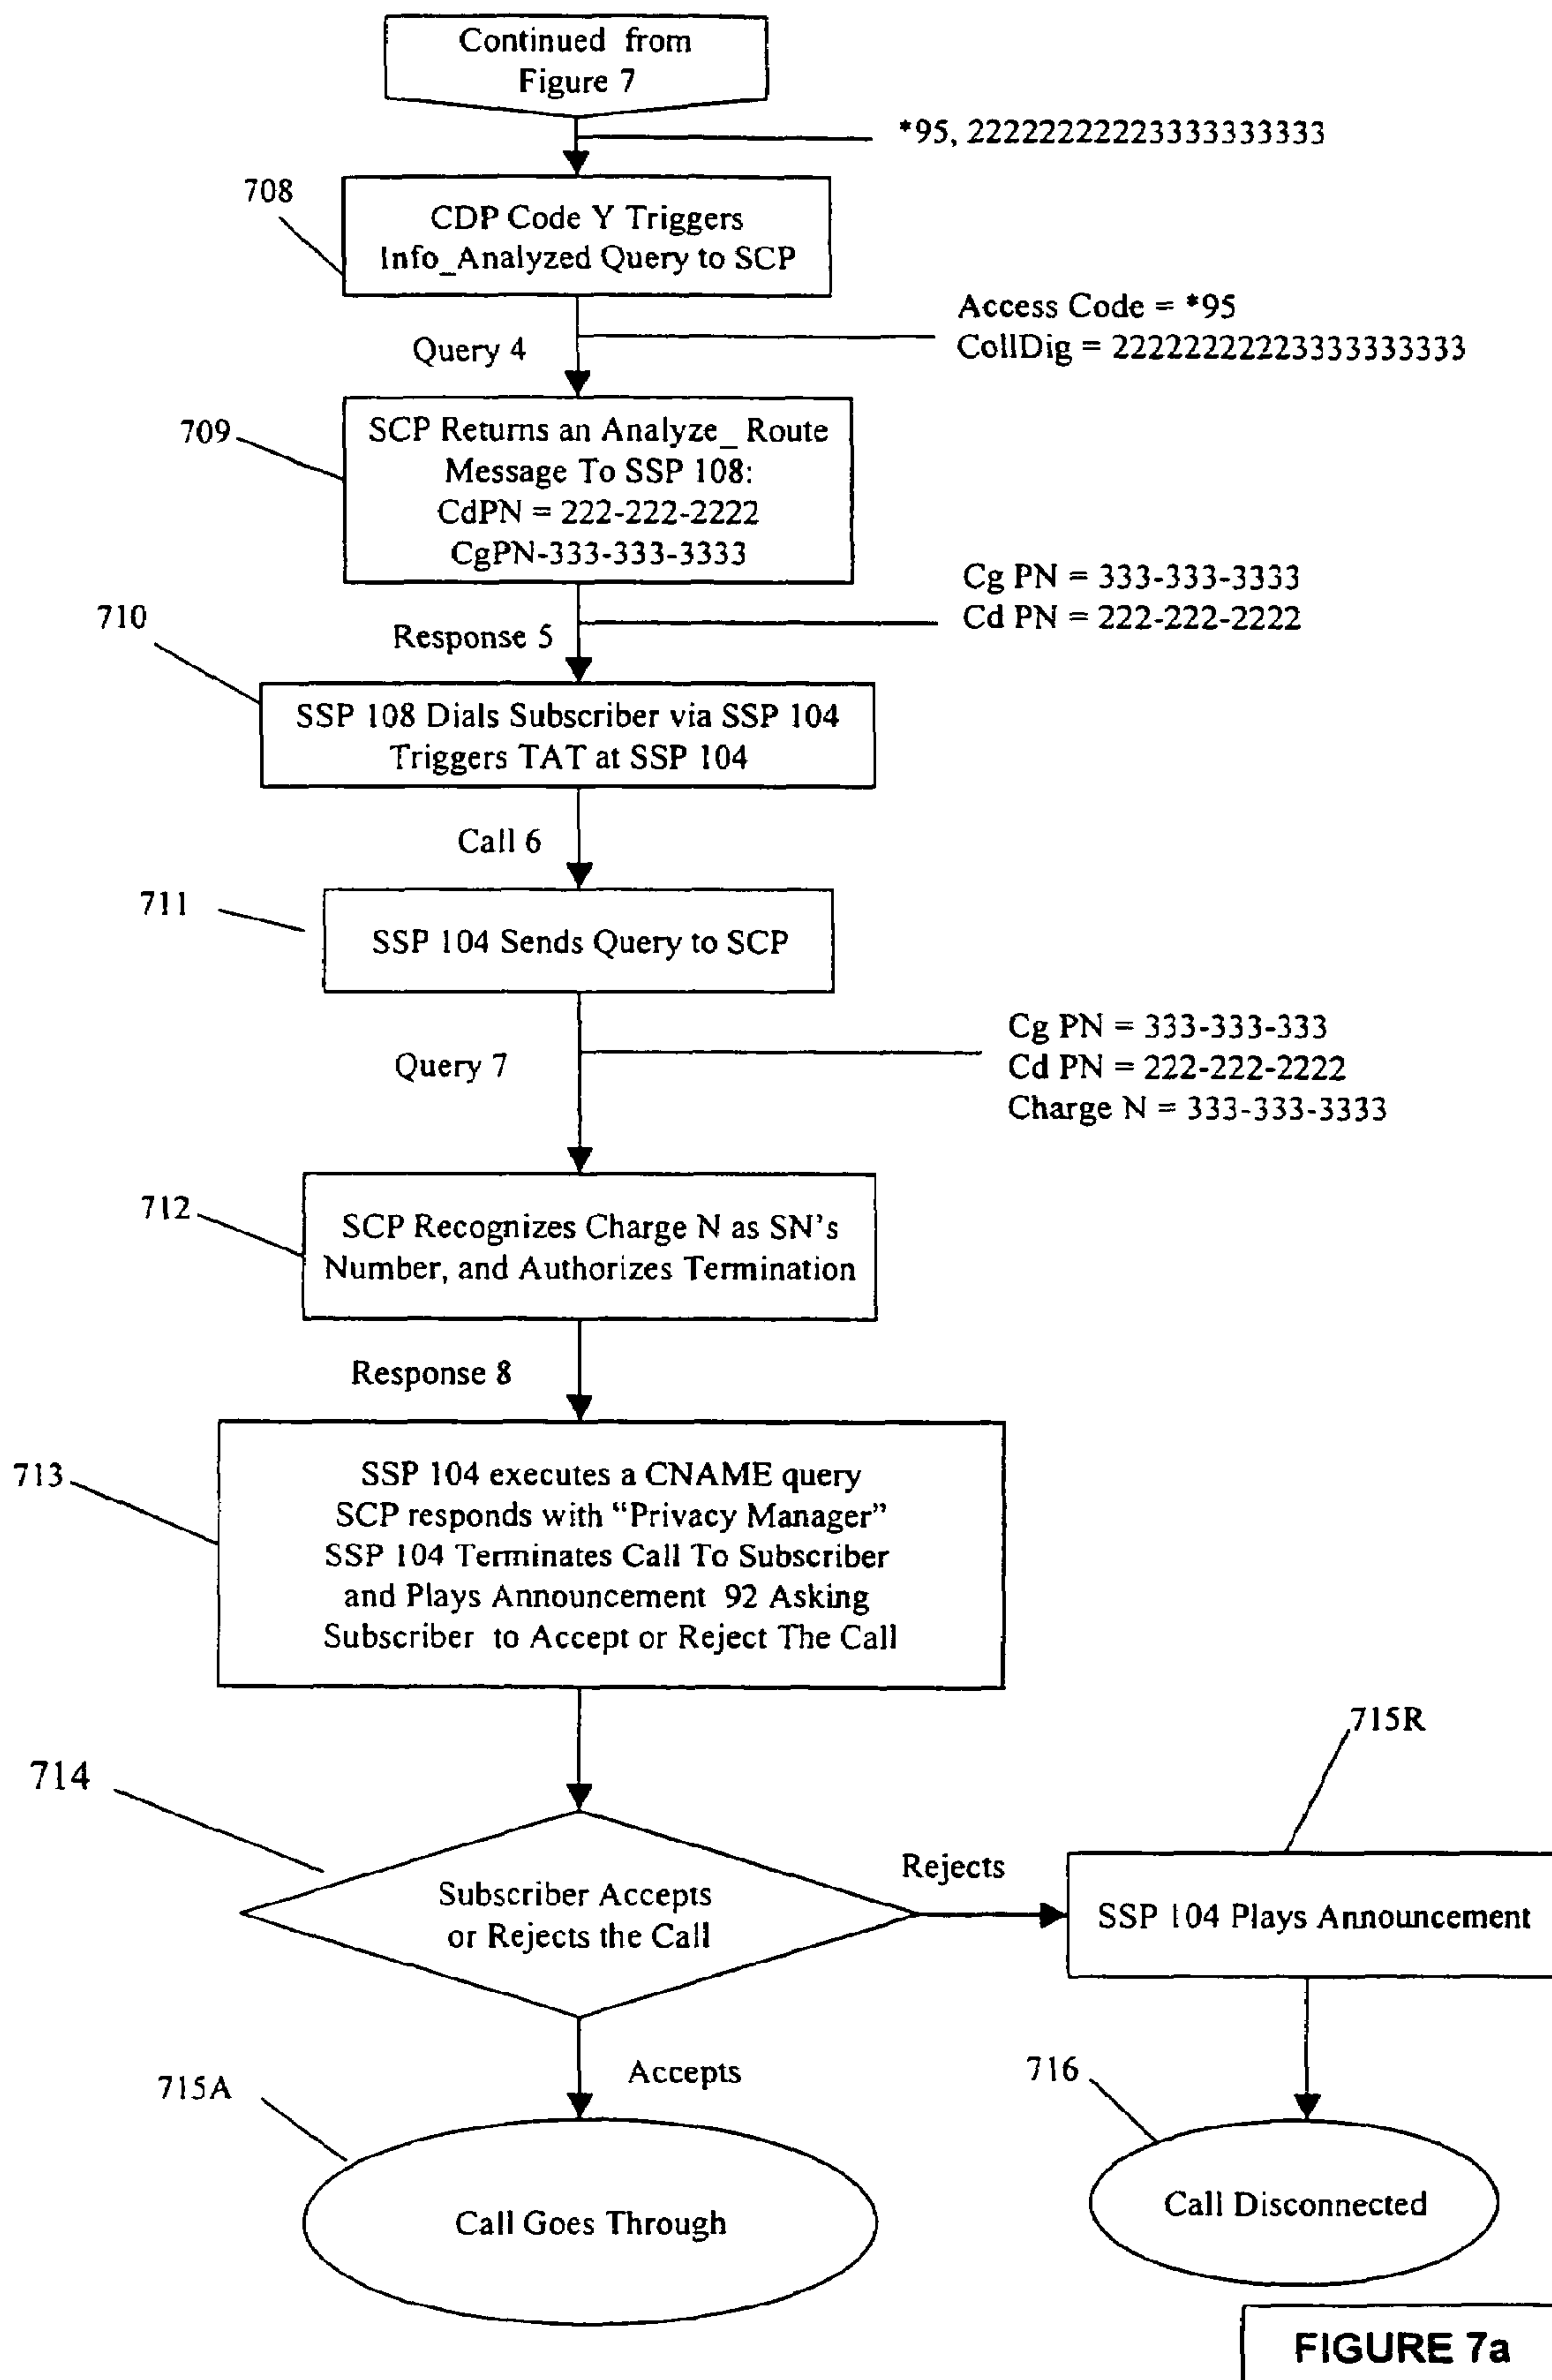 Continued from
Figure 7
*95, 22222222223333333333
708
CDP Code Y Triggers
Info_Analyzed Query to SCP
Access Code = *95
CollDig = 22222222223333333333
Query 4
709
SCP Returns an Analyze_ Route
Message To SSP 108:
CdPN = 222-222-2222
CgPN-333-333-3333
Cg PN = 333-333-3333
Cd PN = 222-222-2222
710
Response 5
SSP 108 Dials Subscriber via SSP 104
Triggers TAT at SSP 104
Call 6
711
SSP 104 Sends Query to SCP
Cg PN = 333-333-333
Cd PN = 222-222-2222
Charge N = 333-333-3333
Query 7
712
SCP Recognizes Charge N as SN's
Number, and Authorizes Termination
Response 8
713
SSP 104 executes a CNAME query
SCP responds with “Privacy Manager”
SSP 104 Terminates Call To Subscriber
and Plays Announcement 92 Asking
Subscriber to Accept or Reject The Call
715R
714
Rejects
Subscriber Accepts
or Rejects the Call
SSP 104 Plays Announcement
Accepts
715A
716
Call Goes Through
Call Disconnected
FIGURE 7a